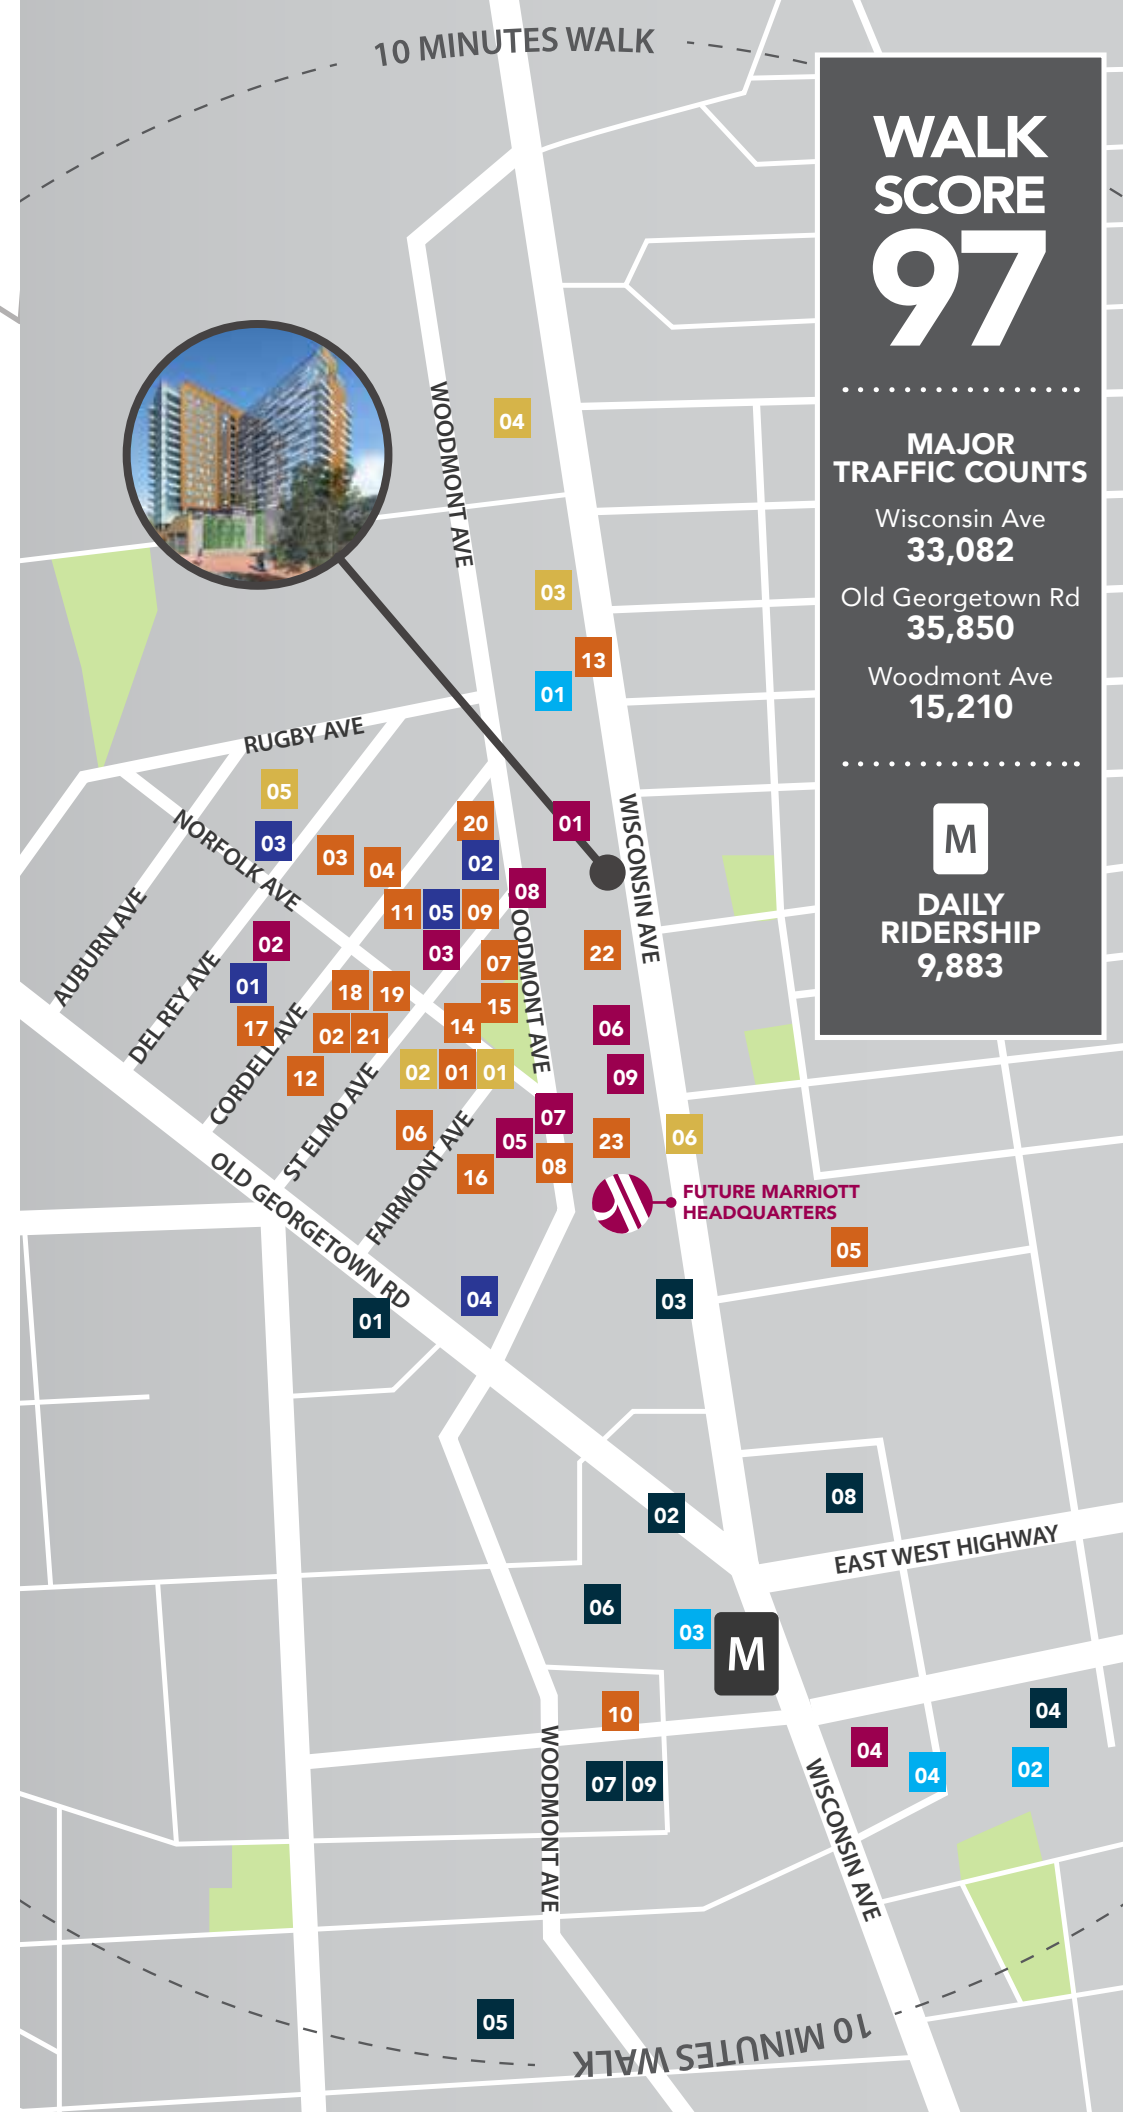 10 MINUTES WALK
WALK
SCORE
97
MAJOR
TRAFFIC COUNTS
Wisconsin Ave
33,082
Old Georgetown Rd
35,850
Woodmont Ave
15,210
M
DAILY
RIDERSHIP
9,883
WOODMONT AVE
04
03
13
01
RUGBY AVE
05
NORFOLK AVE
03
03
04
20
02
01
WISCONSIN AVE
08
11
05
09
AUBURN AVE
02
03
07
22
OODMONT AVE
DEL REY AVE
01
18
19
15
17
CORDELL AVE
02
21
14
06
12
ST ELMO AVE
02
01
01
09
06
FAIRMONT AVE
05
07
08
23
06
16
OLD GEORGETOWN RD
FUTURE MARRIOTT
HEADQUARTERS
05
01
04
03
02
08
EAST WEST HIGHWAY
06
03
M
10
04
04
04
02
07
09
WOODMONT AVE
WISCONSIN AVE
05
10 MINUTES WALK